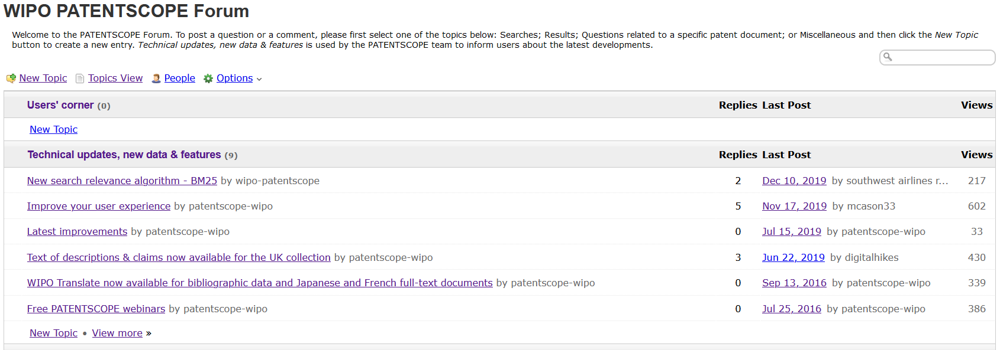 WIPO PATENTSCOPE Forum
Welcome to the PATENTSCOPE Forum. To post a question or a comment, please first select one of the topics below: Searches; Results; Questions related to a specific patent document; or Miscellaneous and then click the New Topic
button to create a new entry. Technical updates, new data & features is used by the PATENTSCOPE team to inform users about the latest developments.
New Topic Topics View People Options
Users' corner (0) Replies Last Post Views
New Topic
Technical updates, new data & features (9) Replies Last Post Views
New search relevance algorithm - BM25 by wipo-patentscope 2 Dec 10, 2019 by southwest airlines r... 217
Improve your user experience by patentscope-wipo 5 Nov 17, 2019 by mcason33 602
Latest improvements by patentscope-wipo 0 Jul 15, 2019 by patentscope-wipo 33
Text of descriptions & claims now available for the UK collection by patentscope-wipo 3 Jun 22, 2019 by digitalhikes 430
WIPO Translate now available for bibliographic data and Japanese and French full-text documents by patentscope-wipo 0 Sep 13, 2016 by patentscope-wipo 339
Free PATENTSCOPE webinars by patentscope-wipo 0 Jul 25, 2016 by patentscope-wipo 386
New Topic • View more »